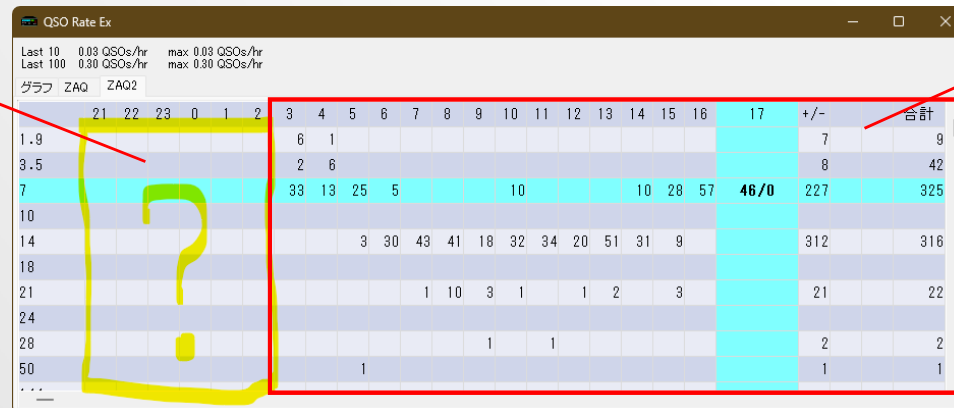 QSO Rate Ex
Last 10 0.03 QSOs/hr max 0.03 QSOs/hr
Last 100 0.30 QSOs/hr max 0.30 QSOs/hr
グラフ ZAQ ZAQ2
21 22 23 0 1 2 3 4 5 6 7 8 9 10 11 12 13 14 15 16 17 +/- 合計
1.9 6 1 7 9
3.5 2 6 8 42
7 33 13 25 5 10 10 28 57 46/0 227 325
10
14 3 30 43 41 18 32 34 20 51 31 9 312 316
18
21 1 10 3 1 1 2 3 21 22
24
28 1 1 2 2
50 1 1 1
?